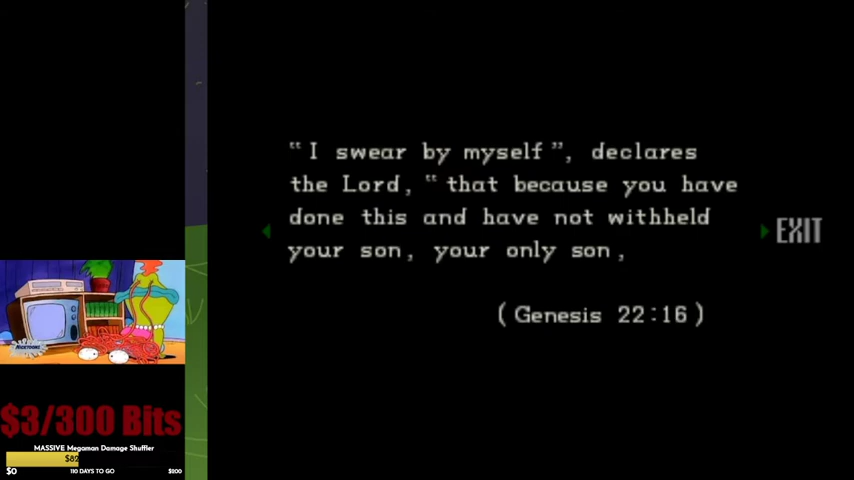 “I swear by myself”, declares
the Lord, “that because you have
done this and have not withheld
your son, your only son,
EXIT
(Genesis 22:16)
$3/300 Bits
MASSIVE Megaman Damage Shuffler
$82
$0 110 DAYS TO GO $200